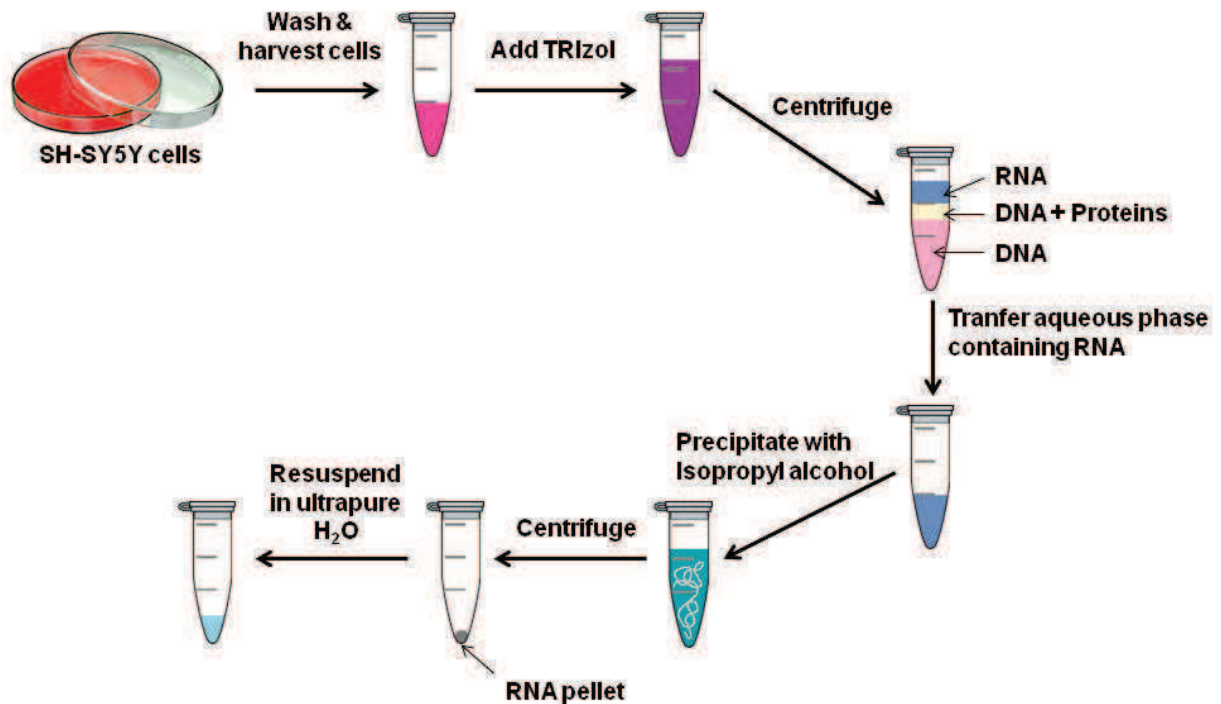 Wash &
harvest cells
Add TRIzol
Centrifuge
SH-SY5Y cells
RNA
DNA + Proteins
DNA
Tranfer aqueous phase
containing RNA
Precipitate with
Isopropyl alcohol
Centrifuge
Resuspend
in ultrapure
H₂O
RNA pellet